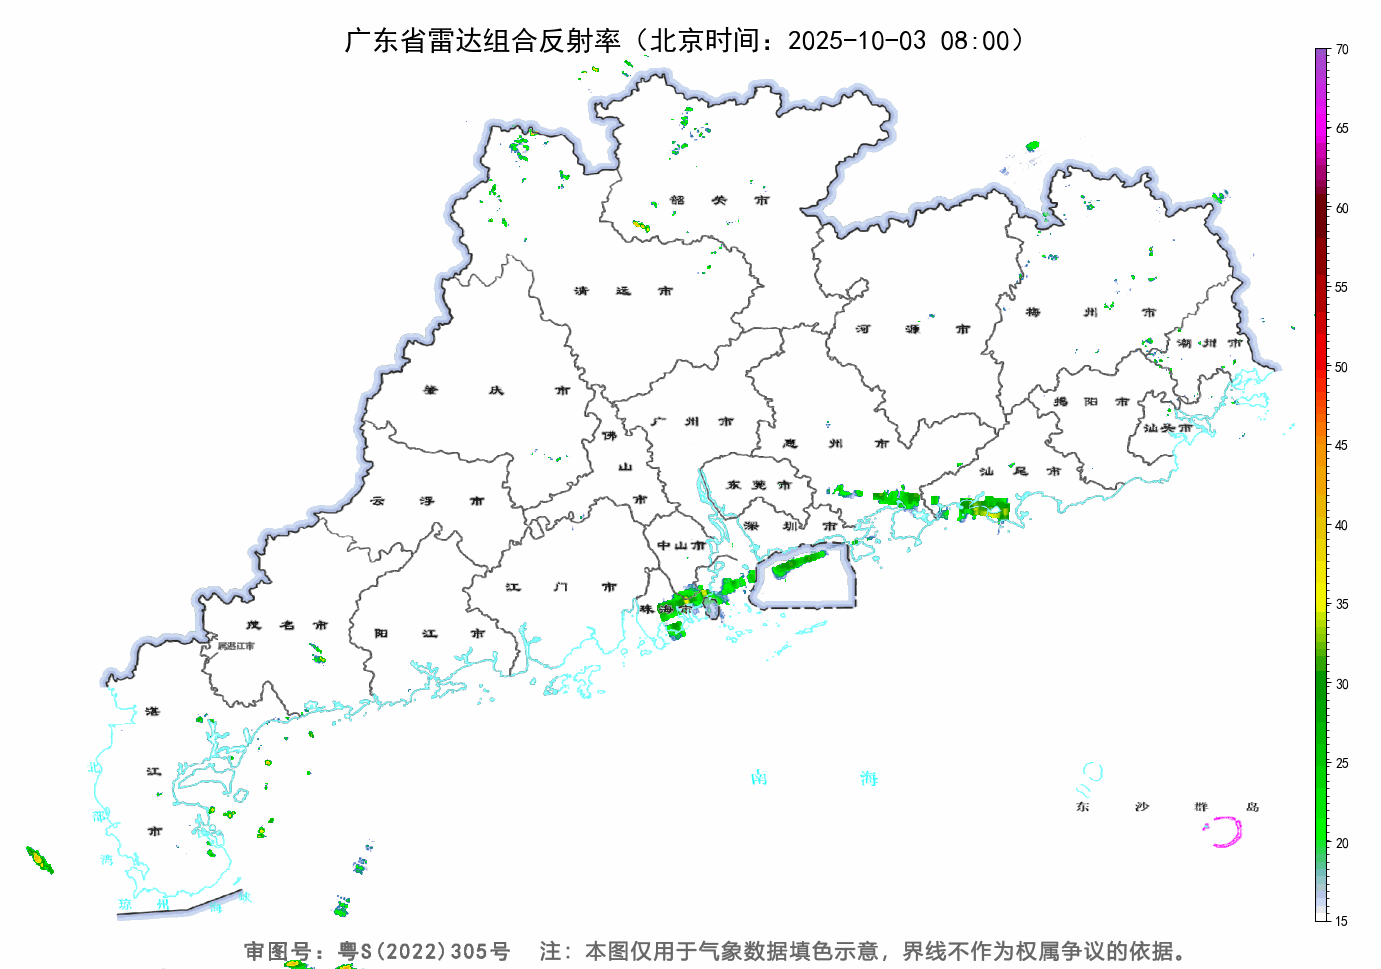 广东省雷达组合反射率（北京时间：2025-10-03 08:00）
70
65
60
55
50
45
40
35
30
25
20
15
韶关市
清远市
河源市
梅州市
潮州市
肇庆市
广州市
佛山市
惠州市
揭阳市
汕头市
汕尾市
云浮市
东莞市
深圳市
中山市
江门市
珠海市
茂名市
属湛江市
阳江市
湛江市
北部湾
琼州海峡
南海
东沙群岛
审图号：粤S(2022)305号 注：本图仅用于气象数据填色示意，界线不作为权属争议的依据。